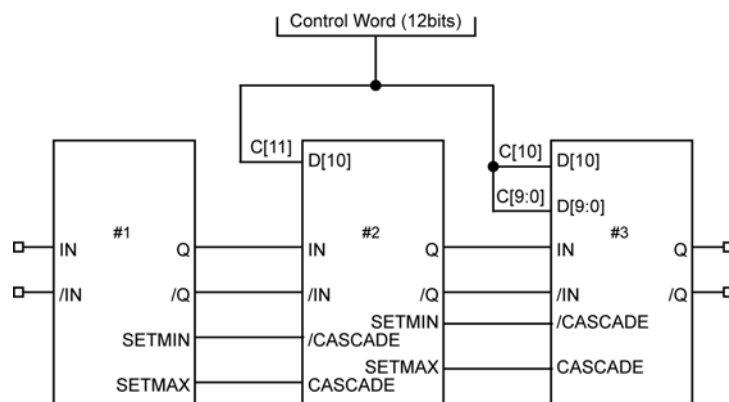 Control Word (12bits)
C[11]
D[10]
C[10]
D[10]
C[9:0]
D[9:0]
#1
#2
#3
IN
Q
IN
Q
IN
Q
/IN
/Q
/IN
/Q
/IN
/Q
SETMIN
/CASCADE
SETMIN
/CASCADE
SETMAX
CASCADE
SETMAX
CASCADE